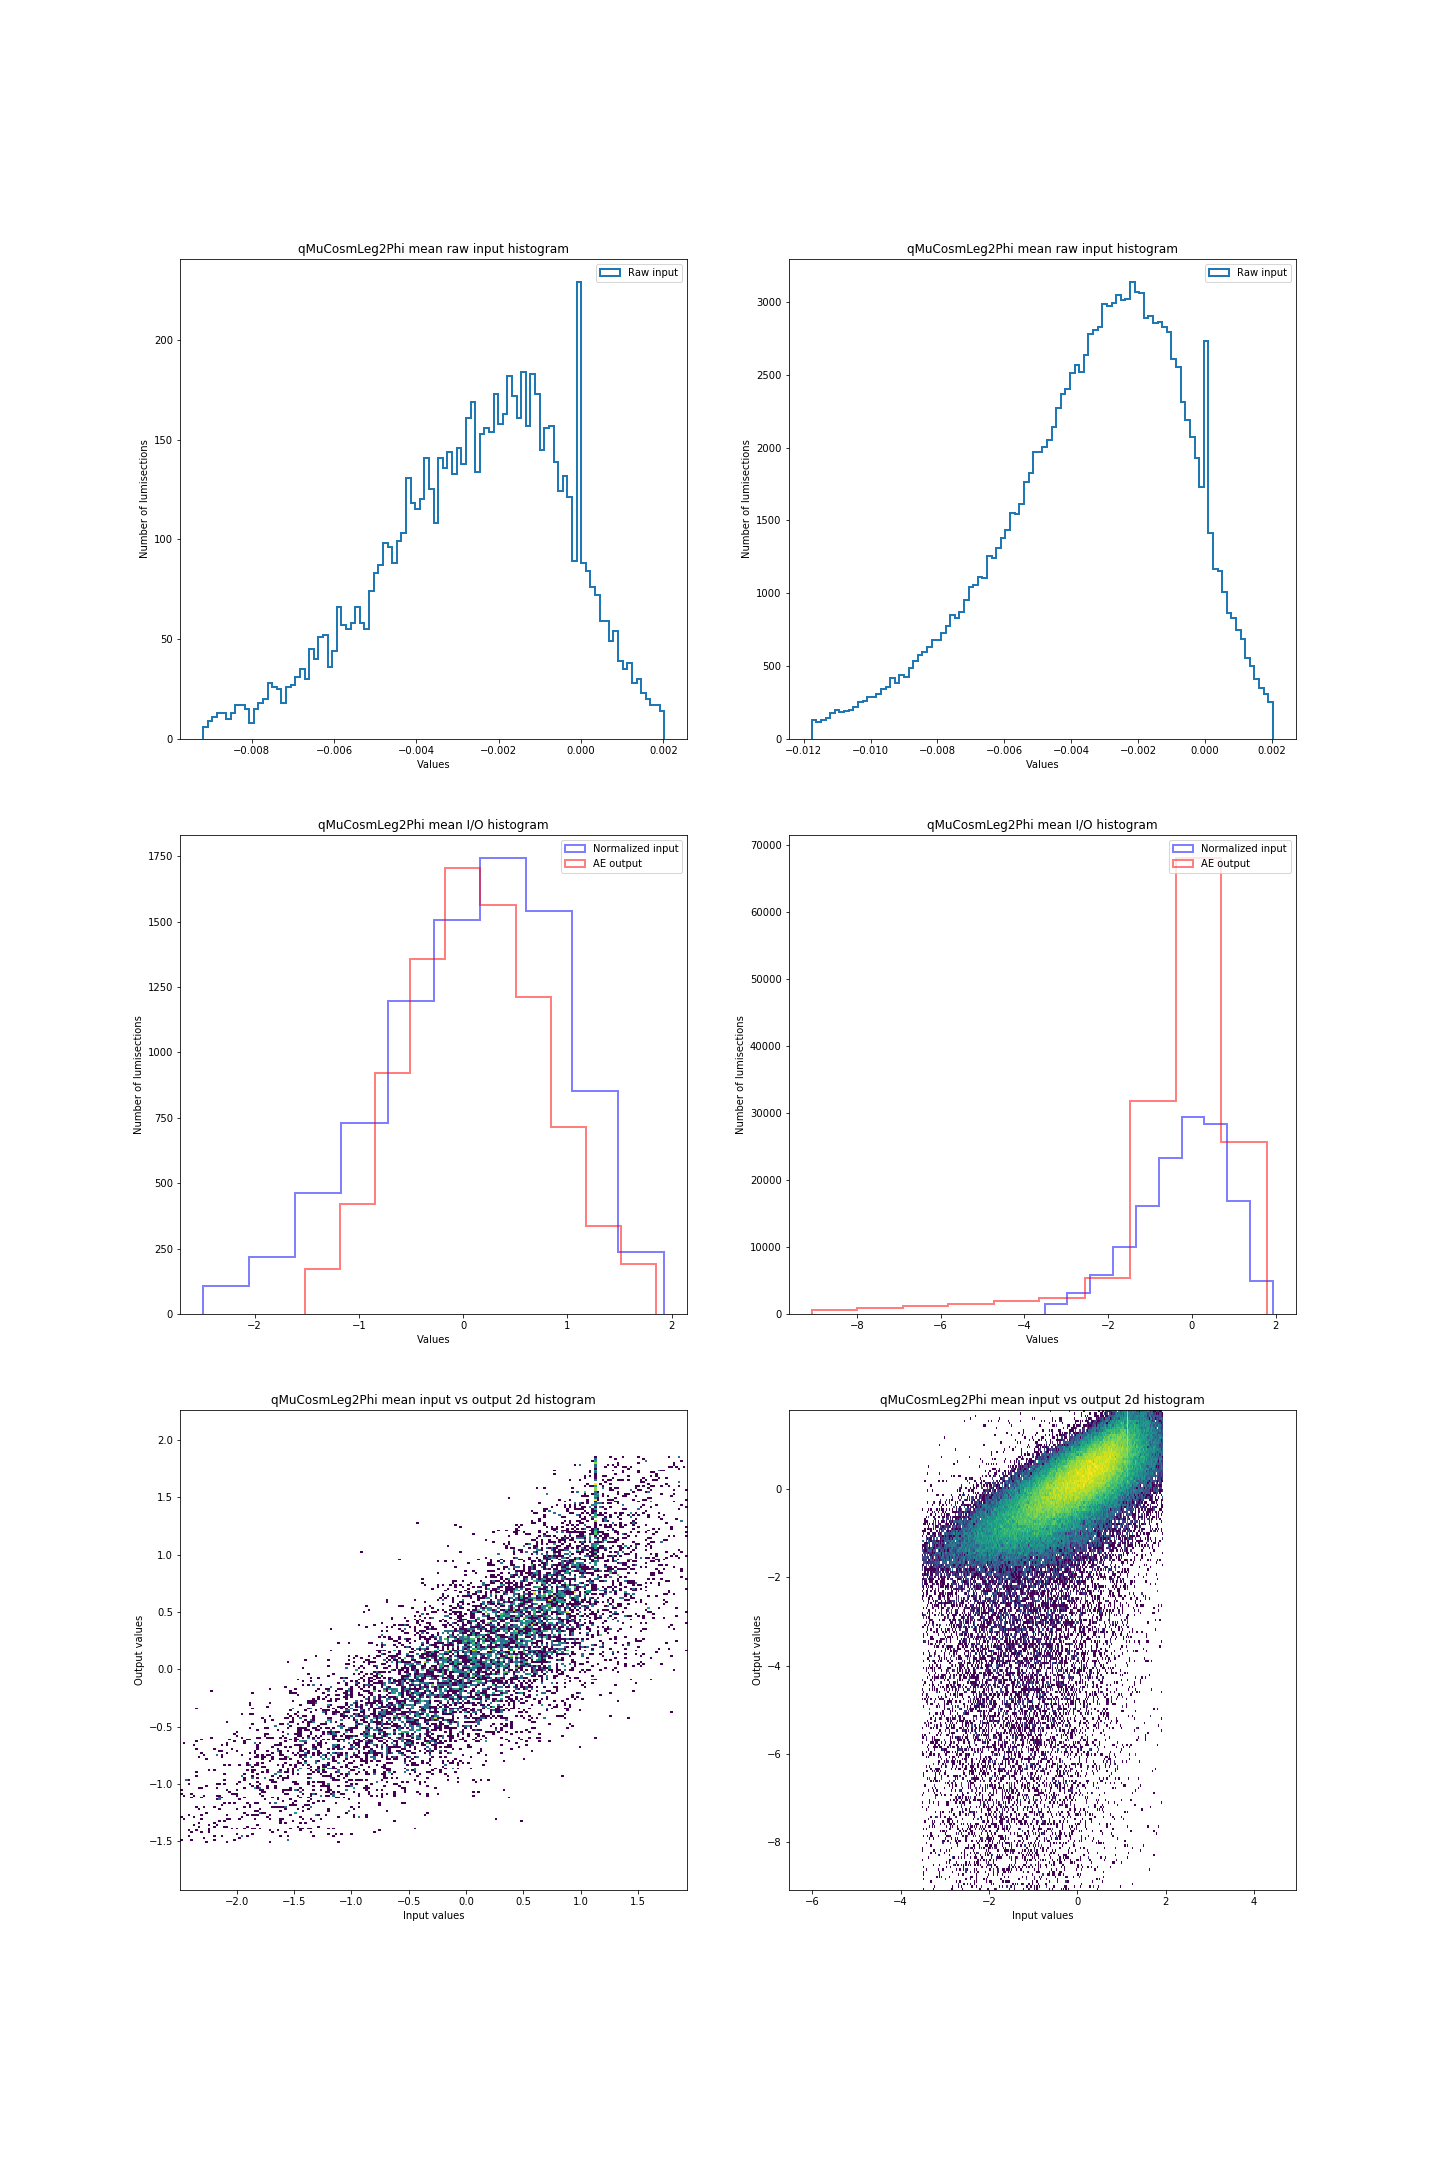 qMuCosmLeg2Phi mean raw input histogram
Raw input
Number of lumisections
200
150
100
50
0
−0.008 −0.006 −0.004 −0.002 0.000 0.002
Values
qMuCosmLeg2Phi mean raw input histogram
Raw input
Number of lumisections
3000
2500
2000
1500
1000
500
0
−0.012 −0.010 −0.008 −0.006 −0.004 −0.002 0.000 0.002
Values
qMuCosmLeg2Phi mean I/O histogram
Normalized input
AE output
Number of lumisections
1750
1500
1250
1000
750
500
250
0
−2 −1 0 1 2
Values
qMuCosmLeg2Phi mean I/O histogram
Normalized input
AE output
Number of lumisections
70000
60000
50000
40000
30000
20000
10000
0
−8 −6 −4 −2 0 2
Values
qMuCosmLeg2Phi mean input vs output 2d histogram
Output values
2.0
1.5
1.0
0.5
0.0
−0.5
−1.0
−1.5
−2.0 −1.5 −1.0 −0.5 0.0 0.5 1.0 1.5
Input values
qMuCosmLeg2Phi mean input vs output 2d histogram
Output values
0
−2
−4
−6
−8
−6 −4 −2 0 2 4
Input values